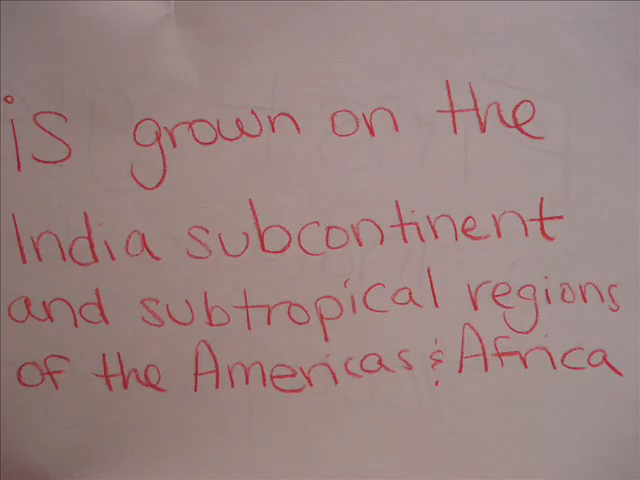 is grown on the
India subcontinent
and subtropical regions
of the Americas & Africa